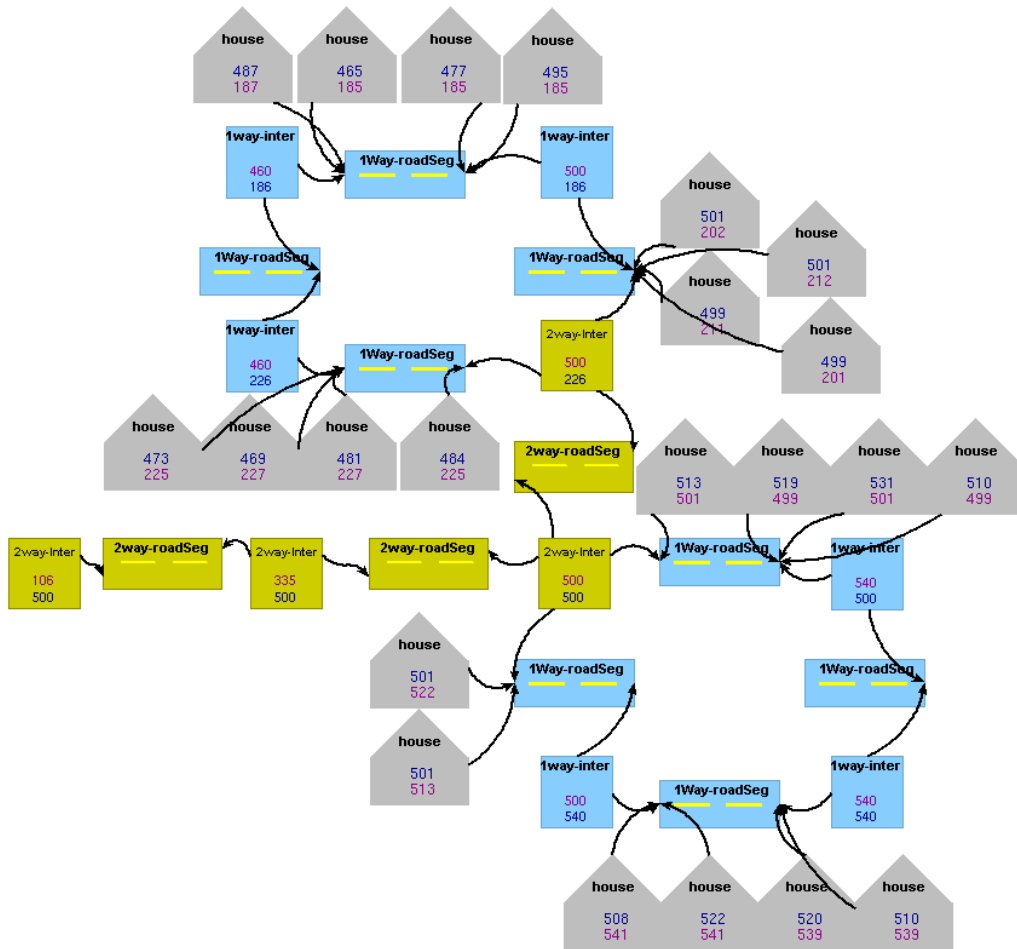 house
487
187
house
465
185
house
477
185
house
495
185
1way-inter
460
186
1Way-roadSeg
1way-inter
500
186
house
501
202
house
501
212
1Way-roadSeg
1Way-roadSeg
house
499
211
house
499
201
1way-inter
460
226
1Way-roadSeg
2way-Inter
500
226
house
473
225
house
469
227
house
481
227
house
484
225
2way-roadSeg
house
513
501
house
519
499
house
531
501
house
510
499
2way-Inter
106
500
2way-roadSeg
2way-Inter
335
500
2way-roadSeg
2way-Inter
500
500
1Way-roadSeg
1way-inter
540
500
house
501
522
1Way-roadSeg
1Way-roadSeg
house
501
513
1way-inter
500
540
1Way-roadSeg
1way-inter
540
540
house
508
541
house
522
541
house
520
539
house
510
539